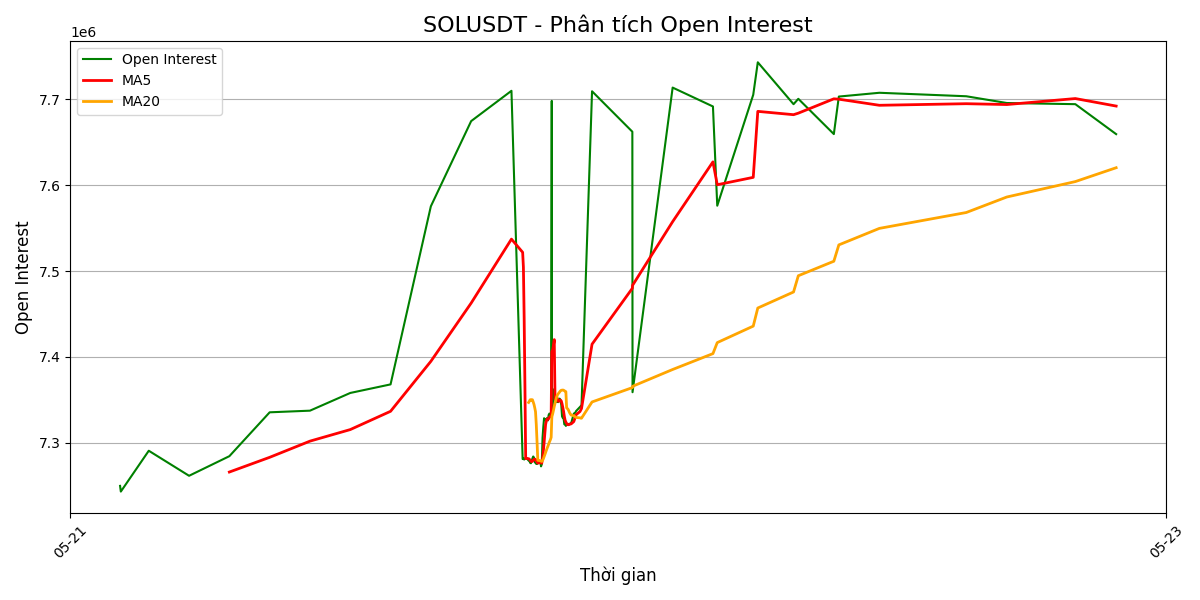 SOLUSDT - Phân tích Open Interest
1e6
Open Interest
MA5
MA20
7.7
7.6
7.5
7.4
7.3
Open Interest
05-21
05-23
Thời gian